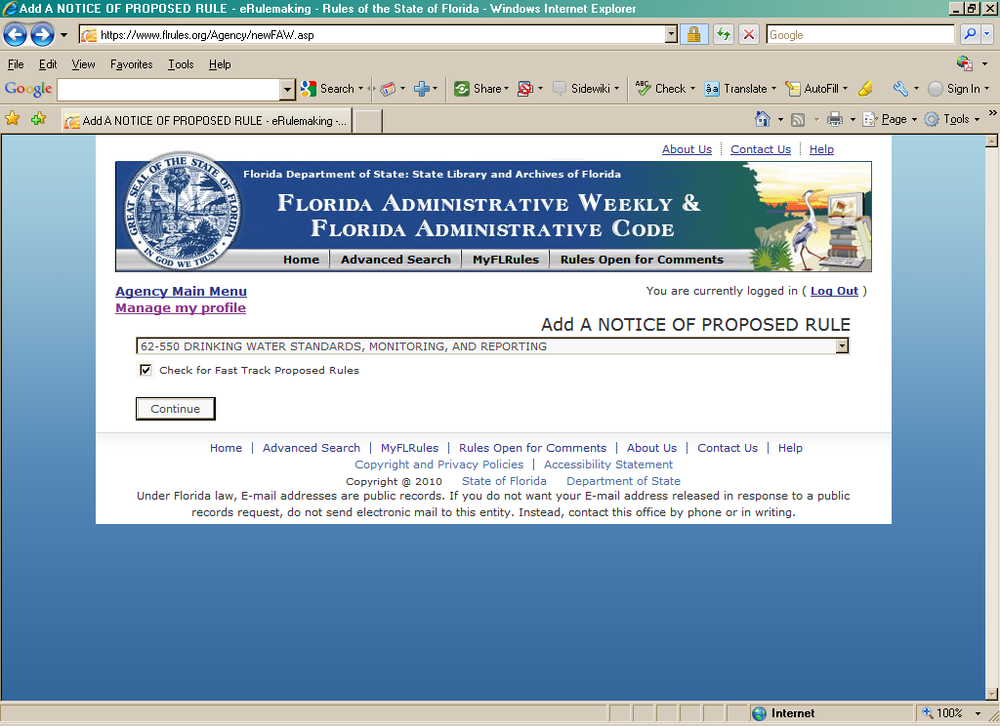 Add A NOTICE OF PROPOSED RULE - eRulemaking - Rules of the State of Florida - Windows Internet Explorer
https://www.flrules.org/Agency/newFAW.asp
Google
File Edit View Favorites Tools Help
Google Search Share Sidewiki ABC Check áа Translate AutoFill Sign In
Add A NOTICE OF PROPOSED RULE - eRulemaking -... Page Tools
About Us Contact Us Help
GREAT SEAL OF THE STATE OF FLORIDA
IN GOD WE TRUST
Florida Department of State: State Library and Archives of Florida
FLORIDA ADMINISTRATIVE WEEKLY &
FLORIDA ADMINISTRATIVE CODE
Home Advanced Search MyFLRules Rules Open for Comments
Agency Main Menu
You are currently logged in ( Log Out )
Manage my profile
Add A NOTICE OF PROPOSED RULE
62-550 DRINKING WATER STANDARDS, MONITORING, AND REPORTING
Check for Fast Track Proposed Rules
Continue
Home | Advanced Search | MyFLRules | Rules Open for Comments | About Us | Contact Us | Help
Copyright and Privacy Policies | Accessibility Statement
Copyright @ 2010 State of Florida Department of State
Under Florida law, E-mail addresses are public records. If you do not want your E-mail address released in response to a public
records request, do not send electronic mail to this entity. Instead, contact this office by phone or in writing.
Internet 100%